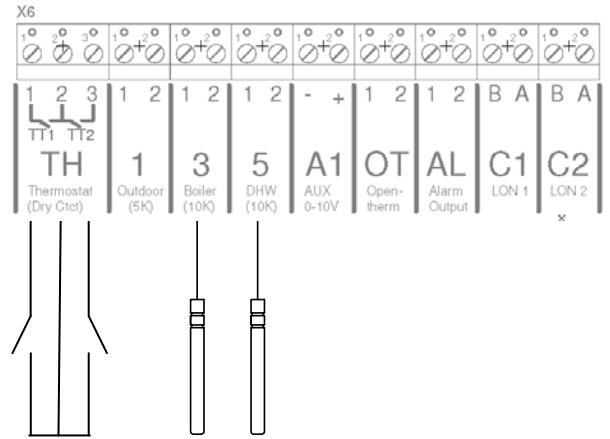 X6
1 2 3 1 2 1 2 1 2 1 2 1 2 1 2 1 2 1 2
1 2 3 1 2 1 2 1 2 - + 1 2 1 2 B A B A
TT1 TT2
TH 1 3 5 A1 OT AL C1 C2
Thermostat Outdoor Boiler DHW AUX Open- Alarm LON 1 LON 2
(Dry Ctct) (5K) (10K) (10K) 0-10V therm Output
x